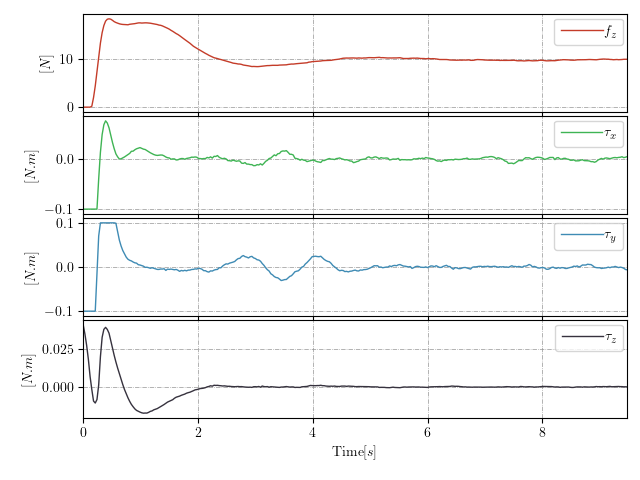 [N]
10
0
f_z
[N.m]
0.0
−0.1
τ_x
[N.m]
0.1
0.0
−0.1
τ_y
[N.m]
0.025
0.000
τ_z
0 2 4 6 8
Time[s]